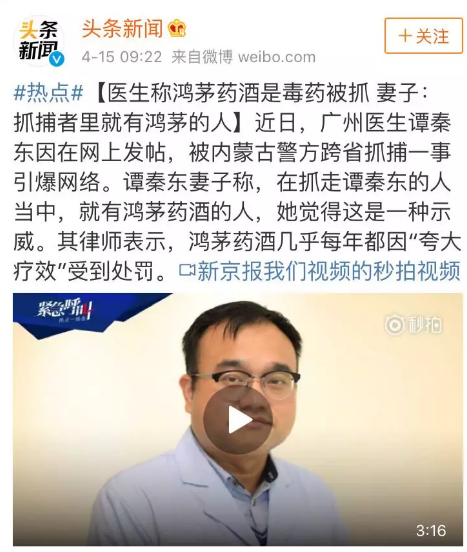 头条
新闻
头条新闻
+关注
4-15 09:22 来自微博 weibo.com
#热点#【医生称鸿茅药酒是毒药被抓 妻子：
抓捕者里就有鸿茅的人】近日，广州医生谭秦
东因在网上发帖，被内蒙古警方跨省抓捕一事
引爆网络。谭秦东妻子称，在抓走谭秦东的人
当中，就有鸿茅药酒的人，她觉得这是一种示
威。其律师表示，鸿茅药酒几乎每年都因“夸大
疗效”受到处罚。新京报我们视频的秒拍视频
紧急呼叫
秒拍
3:16